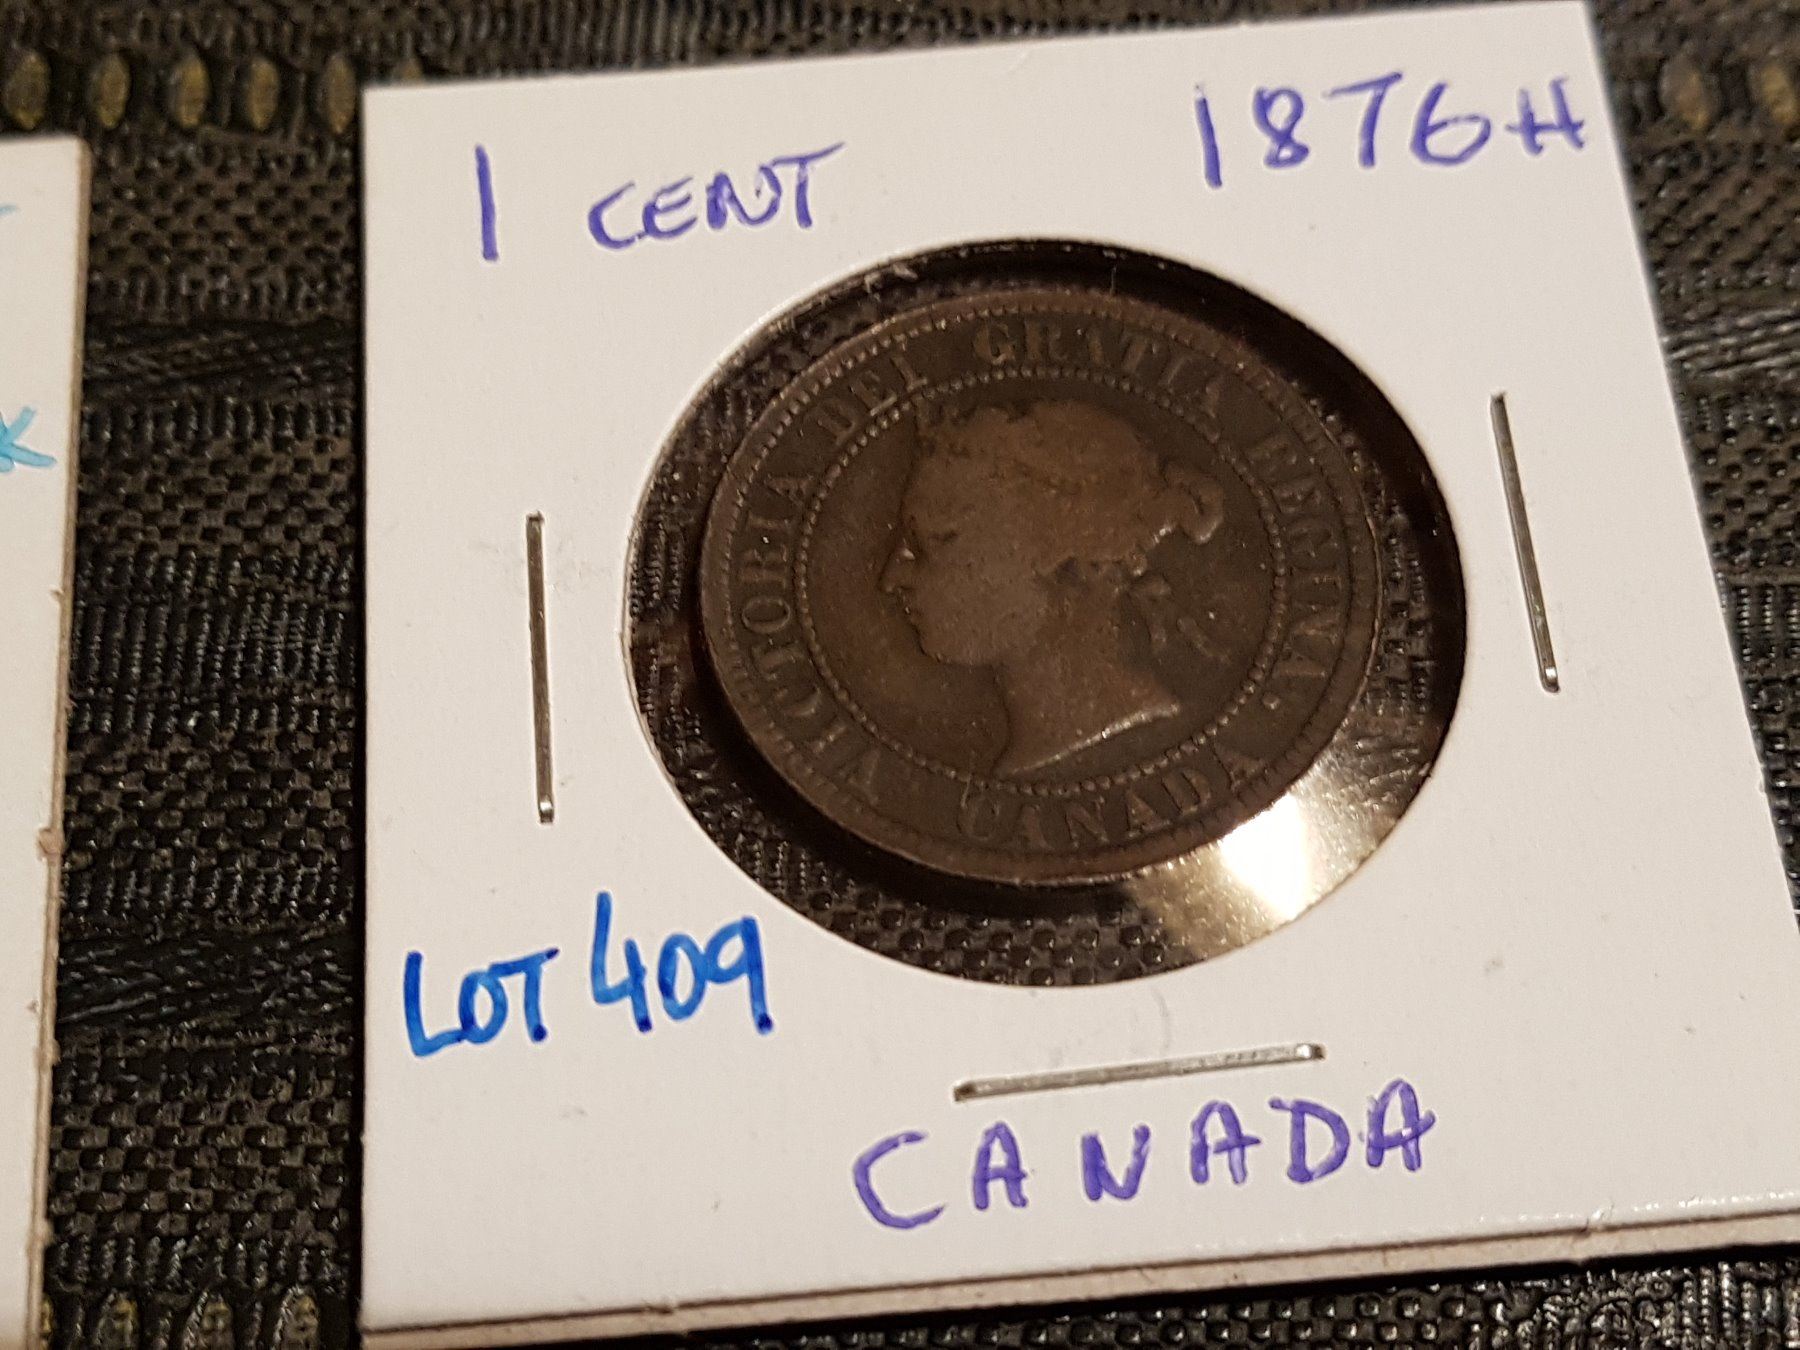 1 CENT 1876H
VICTORIA DEI GRATIA REGINA.
CANADA
LOT 409
CANADA